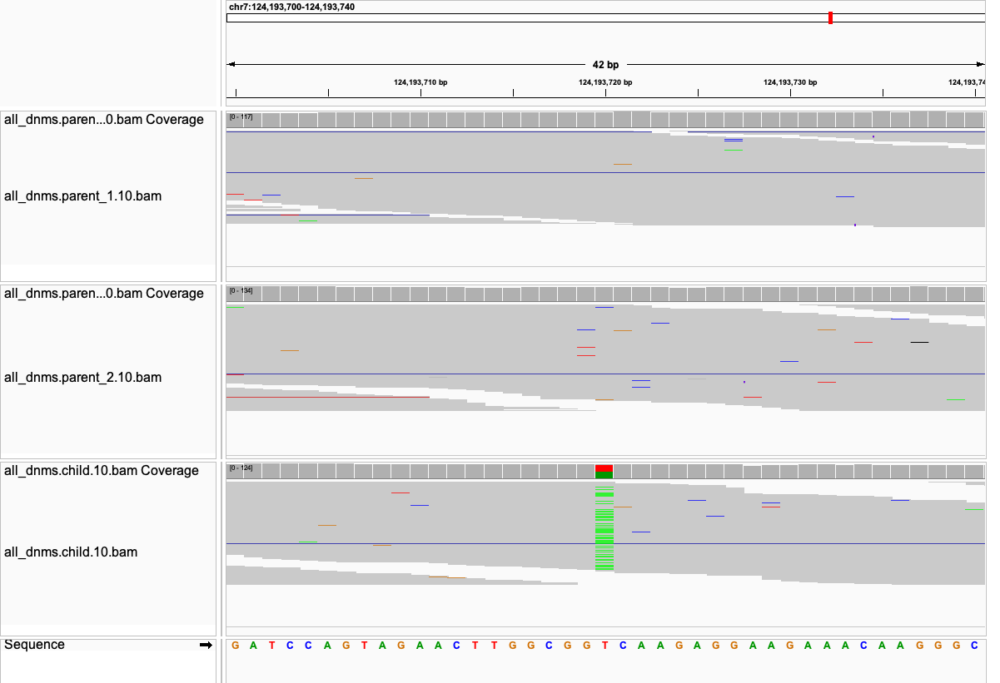 chr7:124,193,700-124,193,740
42 bp
124,193,710 bp 124,193,720 bp 124,193,730 bp 124,193,74
all_dnms.paren...0.bam Coverage
[0 - 117]
all_dnms.parent_1.10.bam
all_dnms.paren...0.bam Coverage
[0 - 134]
all_dnms.parent_2.10.bam
all_dnms.child.10.bam Coverage
[0 - 124]
all_dnms.child.10.bam
Sequence G A T C C A G T A G A A C T T G G C G G T C A A G A G G A A G A A A C A A G G G C